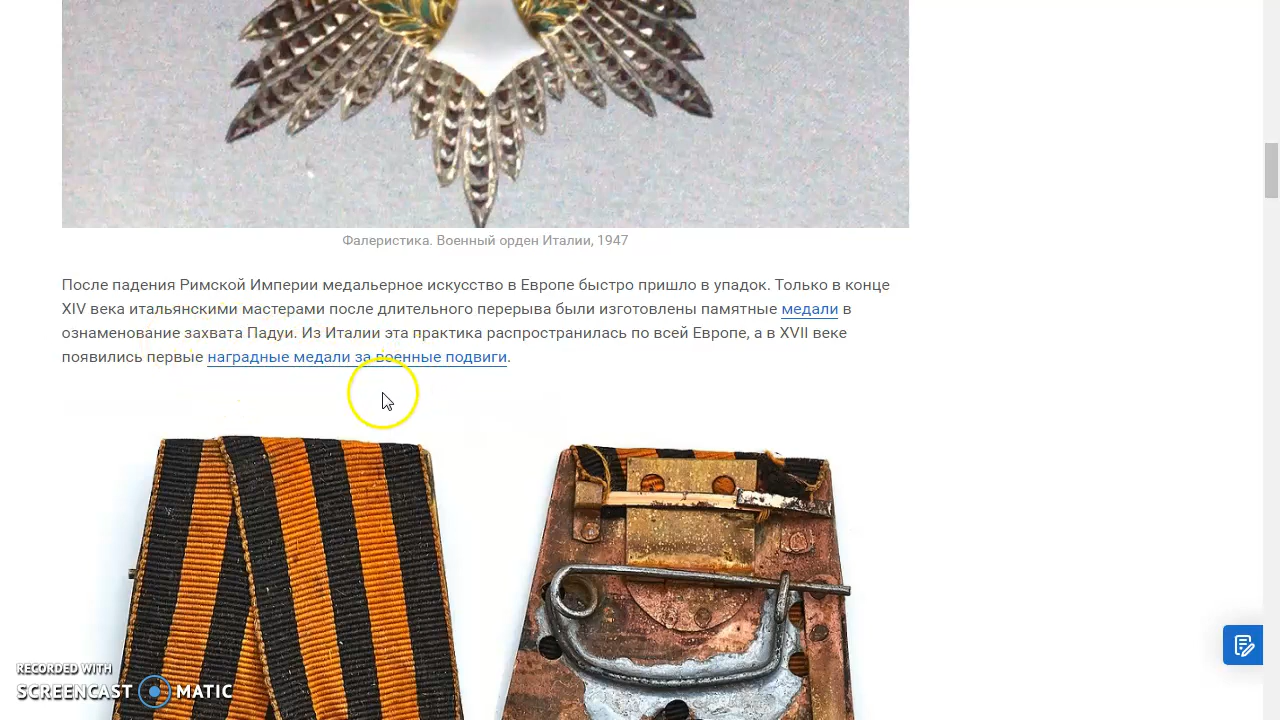 Фалеристика. Военный орден Италии, 1947
После падения Римской Империи медальерное искусство в Европе быстро пришло в упадок. Только в конце
XIV века итальянскими мастерами после длительного перерыва были изготовлены памятные медали в
ознаменование захвата Падуи. Из Италии эта практика распространилась по всей Европе, а в XVII веке
появились первые наградные медали за военные подвиги.
RECORDED WITH
SCREENCAST MATIC